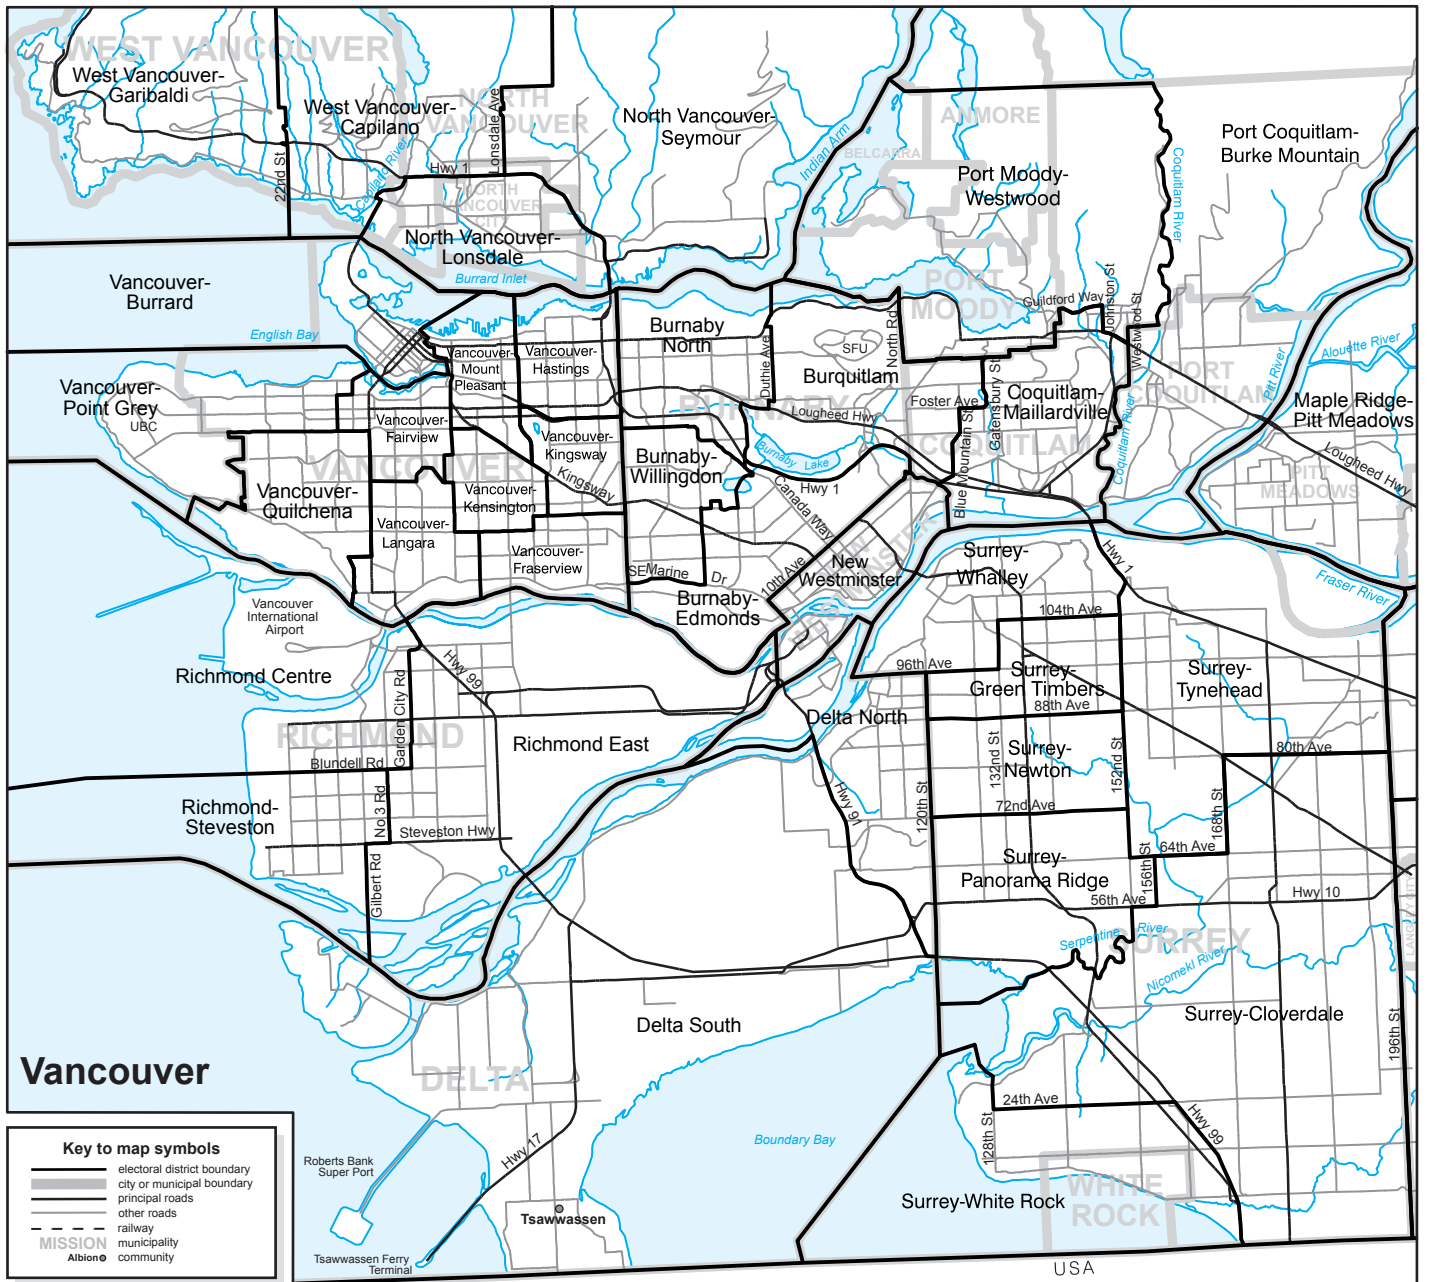 WEST VANCOUVER
West Vancouver-
Garibaldi
West Vancouver-
Capilano
NORTH
VANCOUVER
Lonsdale Ave
North Vancouver-
Seymour
Indian Arm
ANMORE
BELCARRA
Port Moody-
Westwood
Coquitlam River
Port Coquitlam-
Burke Mountain
22nd St
Capilano River
Hwy 1
NORTH
VANCOUVER
CITY
North Vancouver-
Lonsdale
Burrard Inlet
Vancouver-
Burrard
English Bay
PORT
MOODY
Guildford Way
Johnston St
Westwood St
Burnaby
North
Duthie Ave
SFU
North Rd
Burquitlam
Vancouver-
Mount
Pleasant
Vancouver-
Hastings
PORT
COQUITLAM
Pitt River
Alouette River
Vancouver-
Point Grey
UBC
BURNABY
Lougheed Hwy
Foster Ave
Gatensbury St
Coquitlam-
Maillardville
Maple Ridge-
Pitt Meadows
Vancouver-
Fairview
Vancouver-
Kingsway
COQUITLAM
Blue Mountain St
Coquitlam River
Lougheed Hwy
VANCOUVER
Kingsway
Burnaby-
Willingdon
Burnaby Lake
Hwy 1
Canada Way
PITT
MEADOWS
Vancouver-
Quilchena
Vancouver-
Kensington
Vancouver-
Langara
Vancouver-
Fraserview
SE Marine Dr
10th Ave
NEW
WESTMINSTER
New
Westminster
Surrey-
Whalley
Hwy 1
Fraser River
Burnaby-
Edmonds
Vancouver
International
Airport
104th Ave
Richmond Centre
Garden City Rd
Hwy 99
96th Ave
Surrey-
Green Timbers
88th Ave
Surrey-
Tynehead
RICHMOND
Richmond East
Delta North
Blundell Rd
132nd St
Surrey-
Newton
152nd St
80th Ave
Richmond-
Steveston
No.3 Rd
Steveston Hwy
Hwy 91
120th St
72nd Ave
168th St
64th Ave
Gilbert Rd
Surrey-
Panorama Ridge
156th St
56th Ave
Hwy 10
LANGLEY CITY
Serpentine River
SURREY
Nicomekl River
Delta South
Surrey-Cloverdale
196th St
Vancouver
DELTA
24th Ave
128th St
Hwy 99
Boundary Bay
Hwy 17
Roberts Bank
Super Port
WHITE
ROCK
Surrey-White Rock
Tsawwassen
Tsawwassen Ferry
Terminal
USA
Key to map symbols
electoral district boundary
city or municipal boundary
principal roads
other roads
railway
MISSION municipality
Albion community